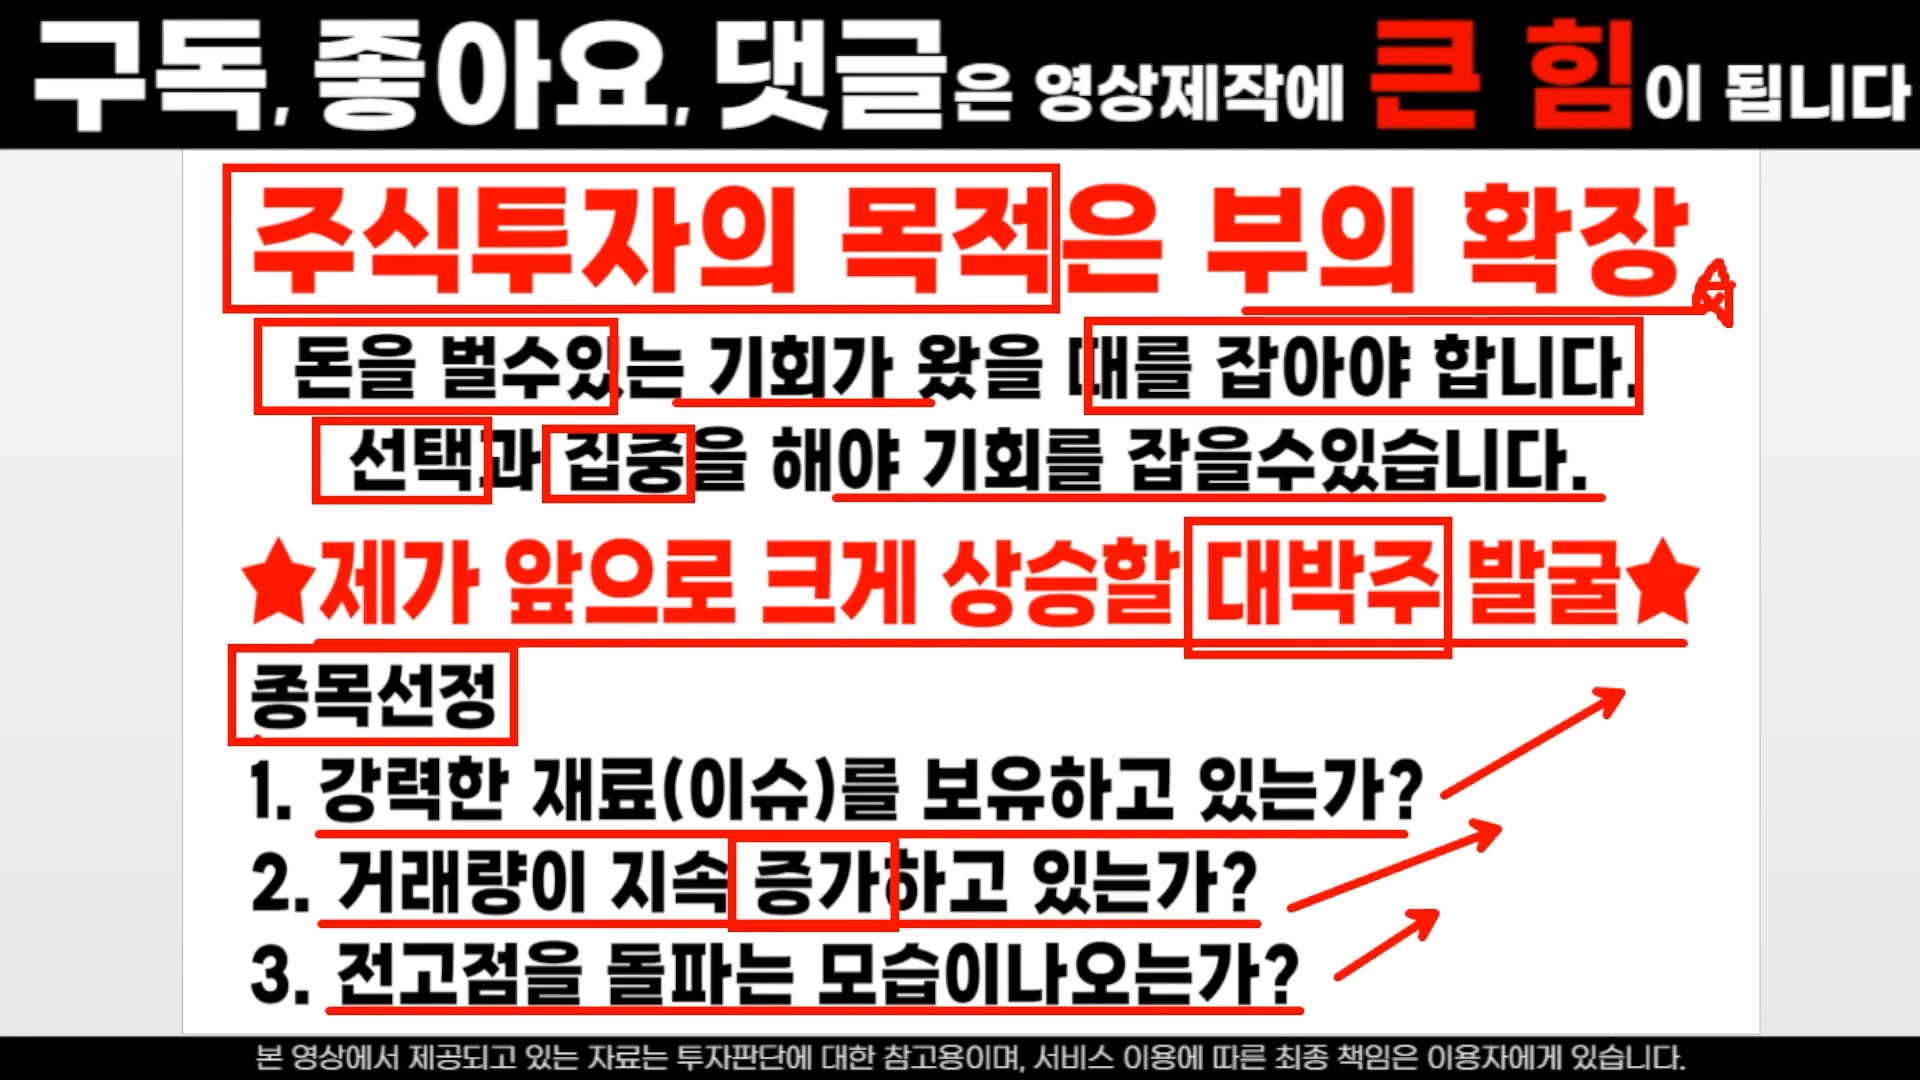 구독, 좋아요, 댓글은 영상제작에 큰 힘이 됩니다
주식투자의 목적은 부의 확장
돈을 벌수있는 기회가 왔을 대를 잡아야 합니다.
선택과 집중을 해야 기회를 잡을수있습니다.
★제가 앞으로 크게 상승할 대박주 발굴★
종목선정
1. 강력한 재료(이슈)를 보유하고 있는가?
2. 거래량이 지속 증가하고 있는가?
3. 전고점을 돌파는 모습이나오는가?
본 영상에서 제공되고 있는 자료는 투자판단에 대한 참고용이며, 서비스 이용에 따른 최종 책임은 이용자에게 있습니다.